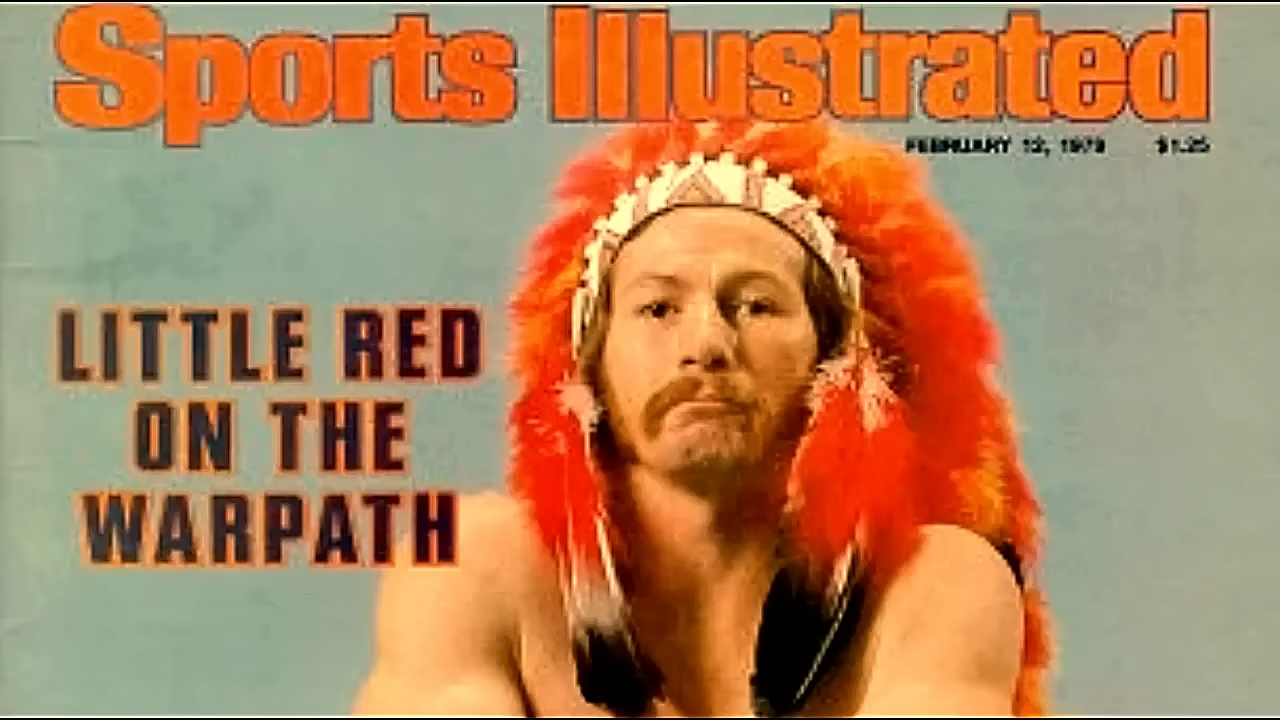 Sports Illustrated
FEBRUARY 12, 1979 $1.25
LITTLE RED
ON THE
WARPATH